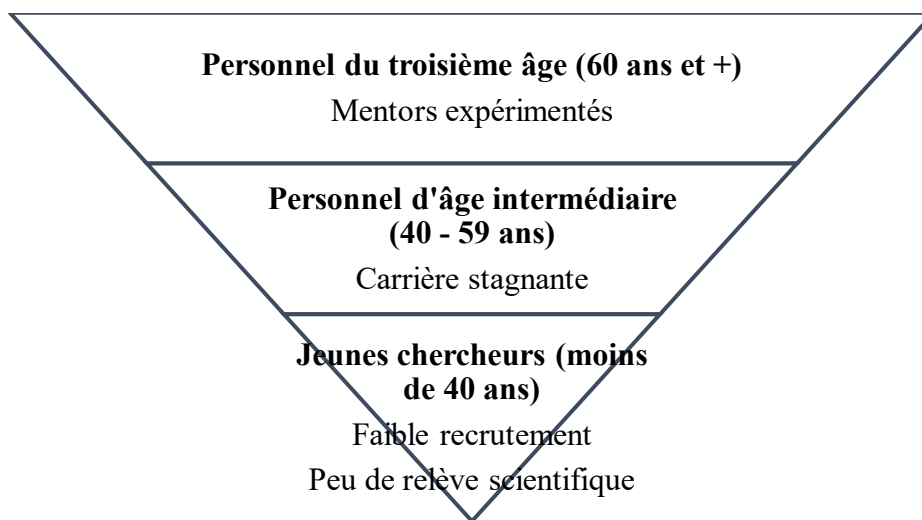 Personnel du troisième âge (60 ans et +)
Mentors expérimentés
Personnel d'âge intermédiaire
(40 - 59 ans)
Carrière stagnante
Jeunes chercheurs (moins
de 40 ans)
Faible recrutement
Peu de relève scientifique